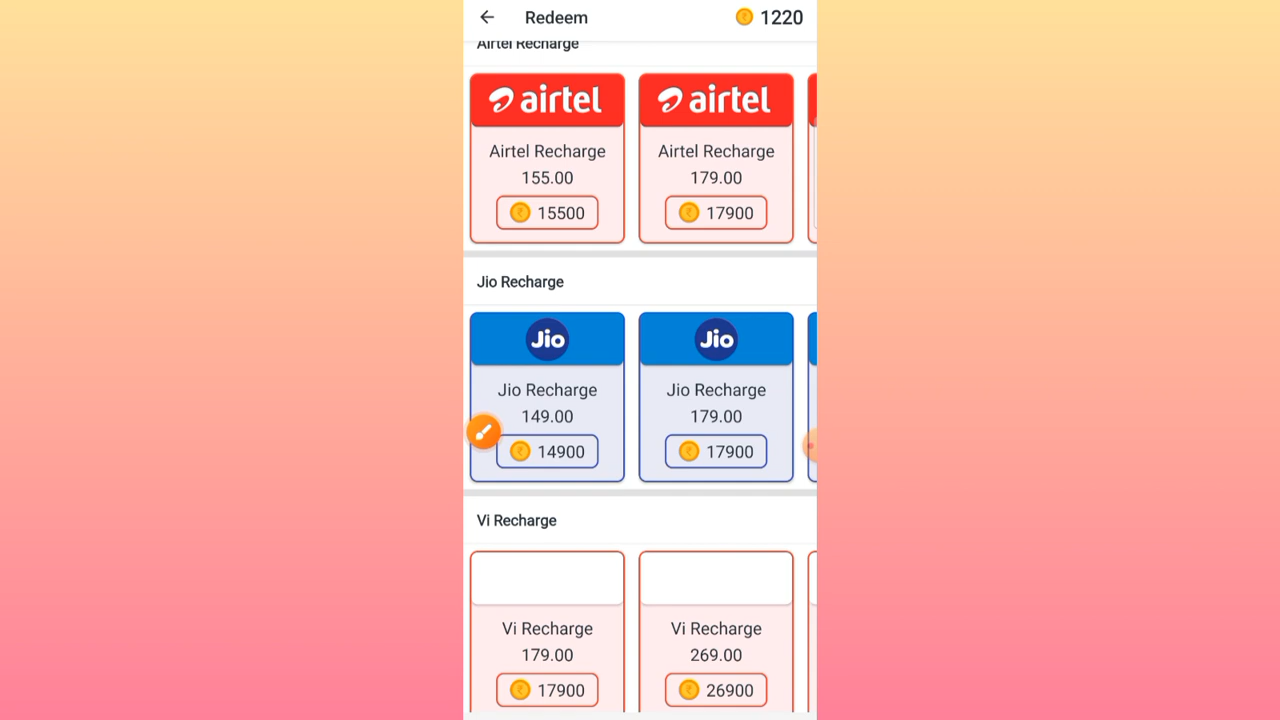 Redeem 1220
Airtel Recharge
airtel airtel
Airtel Recharge Airtel Recharge
155.00 179.00
15500 17900
Jio Recharge
Jio Jio
Jio Recharge Jio Recharge
149.00 179.00
14900 17900
Vi Recharge
Vi Recharge Vi Recharge
179.00 269.00
17900 26900